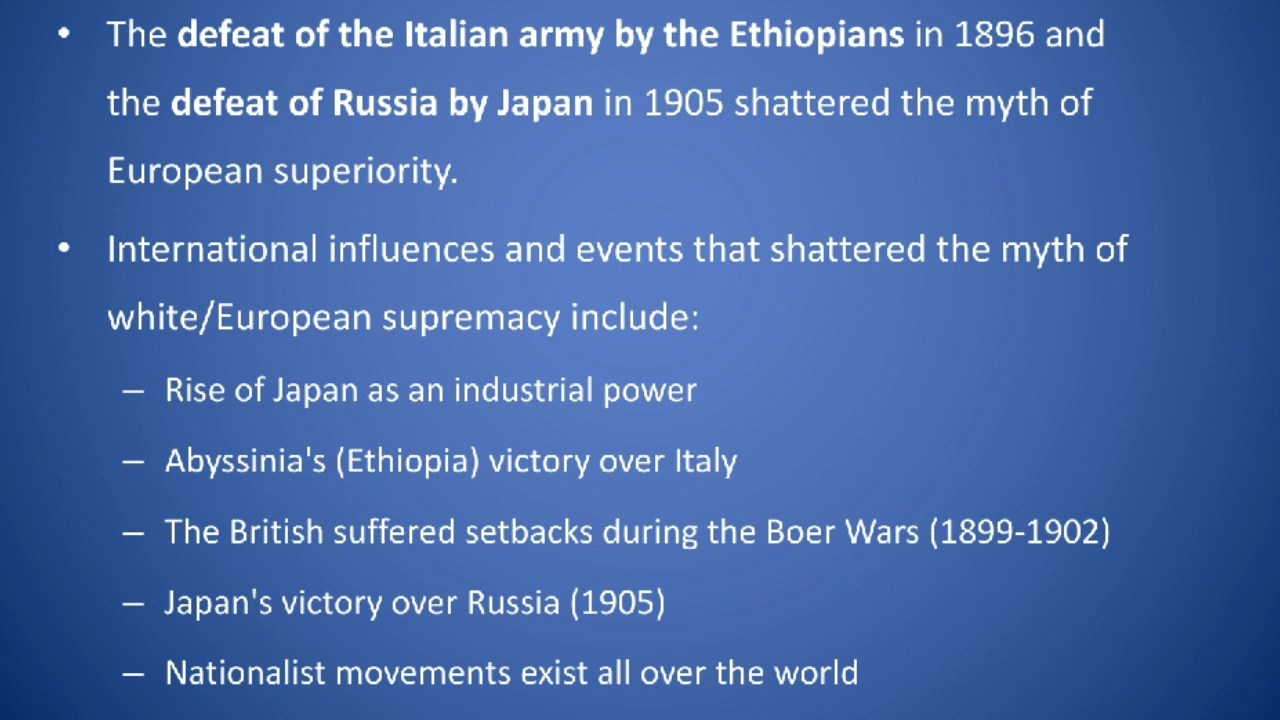 • The defeat of the Italian army by the Ethiopians in 1896 and
the defeat of Russia by Japan in 1905 shattered the myth of
European superiority.
• International influences and events that shattered the myth of
white/European supremacy include:
– Rise of Japan as an industrial power
– Abyssinia's (Ethiopia) victory over Italy
– The British suffered setbacks during the Boer Wars (1899-1902)
– Japan's victory over Russia (1905)
– Nationalist movements exist all over the world